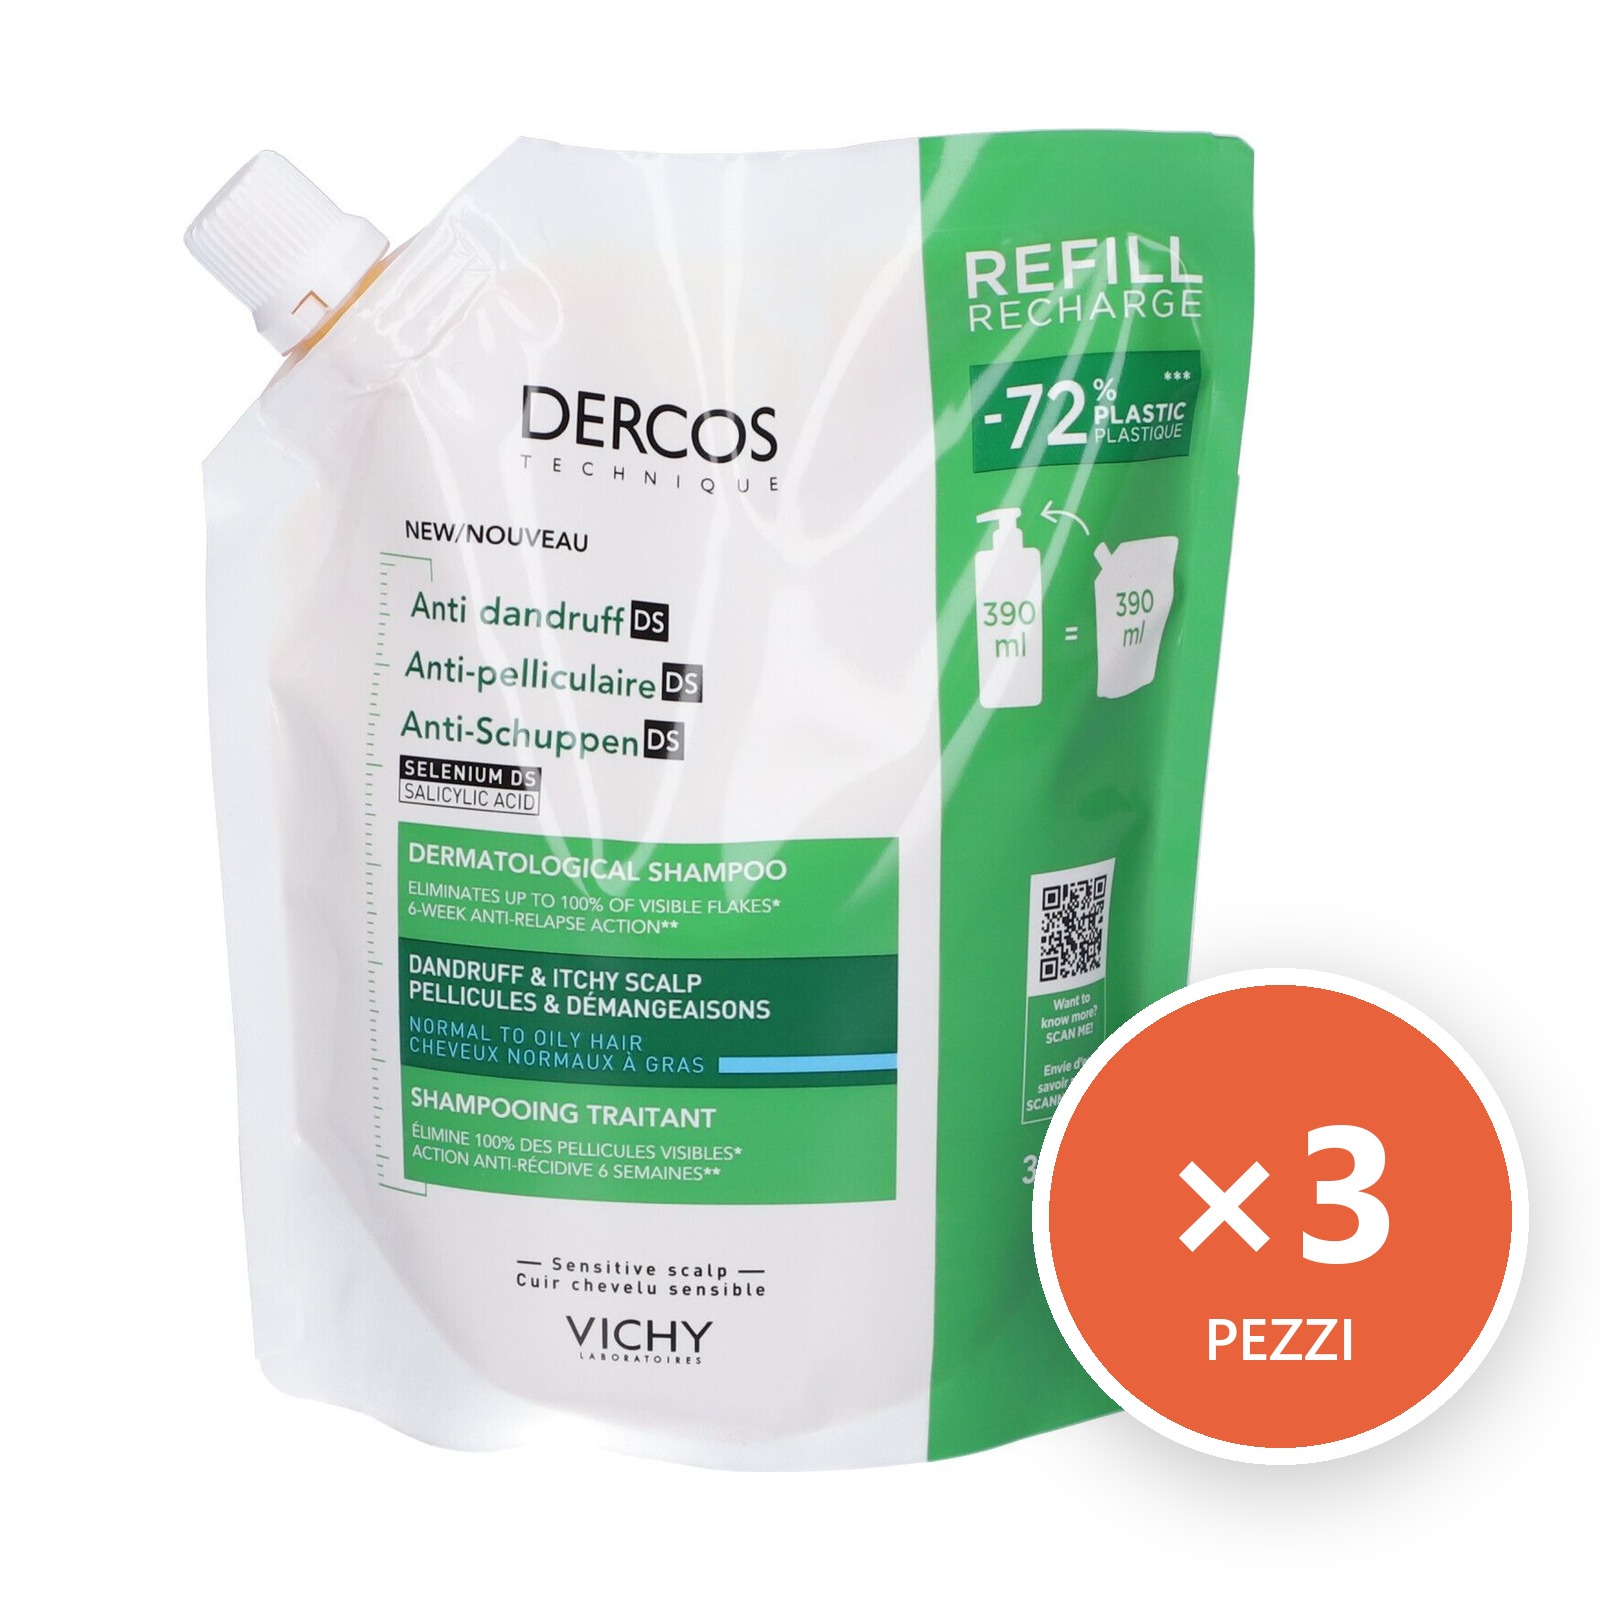 DERCOS
TECHNIQUE
NEW/NOUVEAU
Anti dandruff DS
Anti-pelliculaire DS
Anti-Schuppen DS
SELENIUM DS
SALICYLIC ACID
DERMATOLOGICAL SHAMPOO
ELIMINATES UP TO 100% OF VISIBLE FLAKES*
6-WEEK ANTI-RELAPSE ACTION**
DANDRUFF & ITCHY SCALP
PELLICULES & DÉMANGEAISONS
NORMAL TO OILY HAIR
CHEVEUX NORMAUX À GRAS
SHAMPOOING TRAITANT
ÉLIMINE 100% DES PELLICULES VISIBLES*
ACTION ANTI-RÉCIDIVE 6 SEMAINES**
— Sensitive scalp —
Cuir chevelu sensible
VICHY
LABORATOIRES
REFILL
RECHARGE
-72% PLASTIC***
PLASTIQUE
390 ml = 390 ml
Want to
know more?
SCAN ME!
Envie
savoir
×3
PEZZI